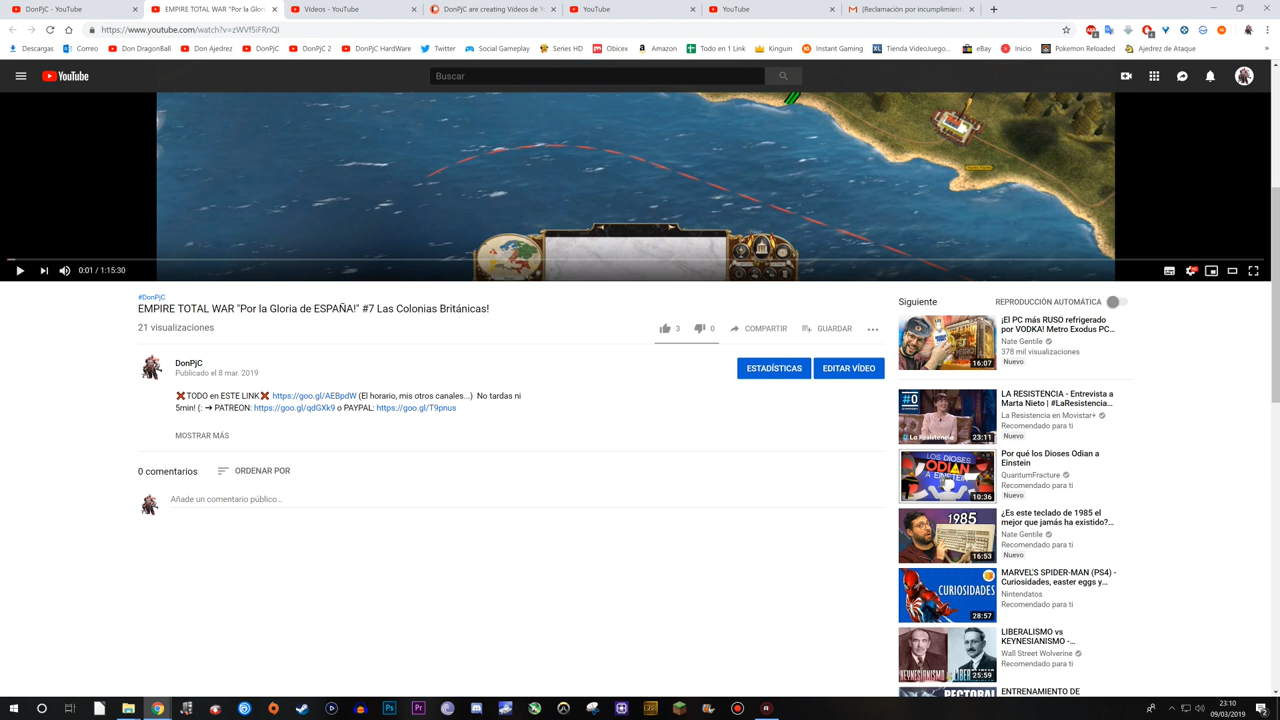 DonPjC - YouTube
EMPIRE TOTAL WAR "Por la Glori
Vídeos - YouTube
DonPjC are creating Vídeos de Y
YouTube
YouTube
[Reclamación por incumplimient
https://www.youtube.com/watch?v=zWVf5iFRnQI
Descargas
Correo
Don DragonBall
Don Ajedrez
DonPjC
DonPjC 2
DonPjC HardWare
Twitter
Social Gameplay
Series HD
Obicex
Amazon
Todo en 1 Link
Kinguin
Instant Gaming
Tienda VideoJuego...
eBay
Inicio
Pokemon Reloaded
Ajedrez de Ataque
YouTube
Buscar
0:01 / 1:15:30
#DonPjC
EMPIRE TOTAL WAR "Por la Gloria de ESPAÑA!" #7 Las Colonias Británicas!
21 visualizaciones
3
0
COMPARTIR
GUARDAR
DonPjC
Publicado el 8 mar. 2019
ESTADÍSTICAS
EDITAR VÍDEO
❌TODO en ESTE LINK❌ https://goo.gl/AEBpdW (El horario, mis otros canales...) No tardas ni
5min! (: ➞ PATREON: https://goo.gl/qdGXk9 o PAYPAL: https://goo.gl/T9pnus
MOSTRAR MÁS
0 comentarios
ORDENAR POR
Añade un comentario público...
Siguiente
REPRODUCCIÓN AUTOMÁTICA
¡El PC más RUSO refrigerado
por VODKA! Metro Exodus PC...
Nate Gentile
378 mil visualizaciones
Nuevo
16:07
LA RESISTENCIA - Entrevista a
Marta Nieto | #LaResistencia...
La Resistencia en Movistar+
Recomendado para ti
Nuevo
#0
La Resistencia
23:11
Por qué los Dioses Odian a
Einstein
QuantumFracture
Recomendado para ti
Nuevo
LOS DIOSES
ODIAN
A EINSTEIN
10:36
¿Es este teclado de 1985 el
mejor que jamás ha existido?...
Nate Gentile
Recomendado para ti
Nuevo
1985
16:53
MARVEL'S SPIDER-MAN (PS4) -
Curiosidades, easter eggs y...
Nintendatos
Recomendado para ti
CURIOSIDADES
28:57
LIBERALISMO vs
KEYNESIANISMO -...
Wall Street Wolverine
Recomendado para ti
KEYNESIANISMO
25:59
ENTRENAMIENTO DE
PECTORAL
23:10
09/03/2019
2